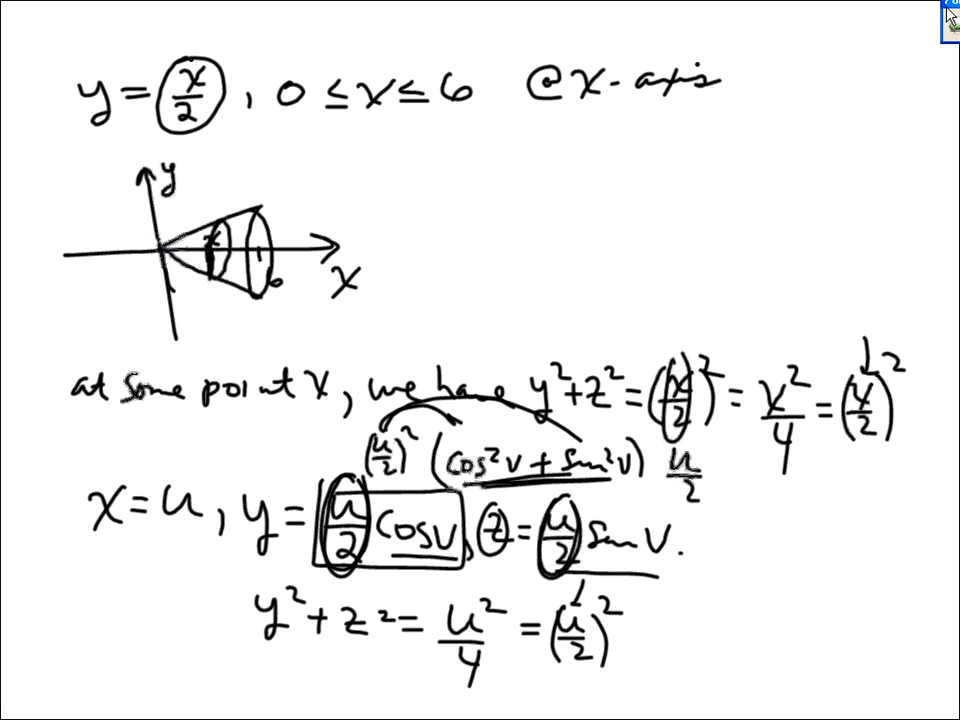 y = x/2, 0 ≤ x ≤ 6 @ x-axis
y
x
6
x
at some point x, we have y² + z² = (x/2)² = x²/4 = (x/2)²
(u/2)² (cos²v + sin²v) u/2
x = u, y = u/2 cos v, z = u/2 sin v.
y² + z² = u²/4 = (u/2)²